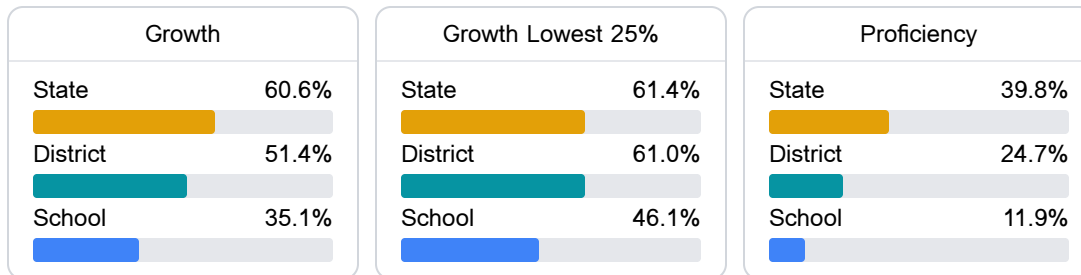 Growth
State 60.6%
District 51.4%
School 35.1%
Growth Lowest 25%
State 61.4%
District 61.0%
School 46.1%
Proficiency
State 39.8%
District 24.7%
School 11.9%